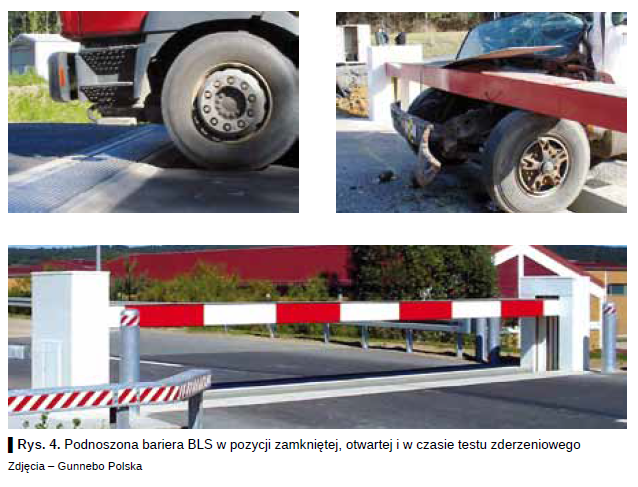 Rys. 4. Podnoszona bariera BLS w pozycji zamkniętej, otwartej i w czasie testu zderzeniowego
Zdjęcia – Gunnebo Polska